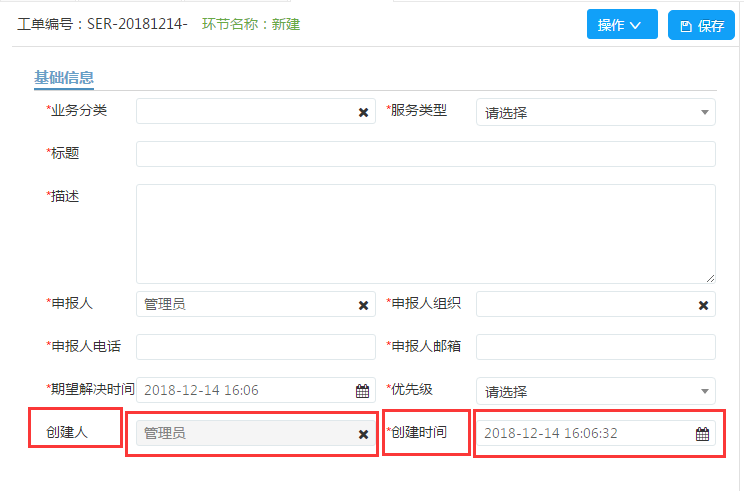 工单编号：SER-20181214- 环节名称：新建 操作 保存
基础信息
*业务分类 *服务类型 请选择
*标题
*描述
*申报人 管理员 *申报人组织
*申报人电话 *申报人邮箱
*期望解决时间 2018-12-14 16:06 *优先级 请选择
创建人 管理员 *创建时间 2018-12-14 16:06:32